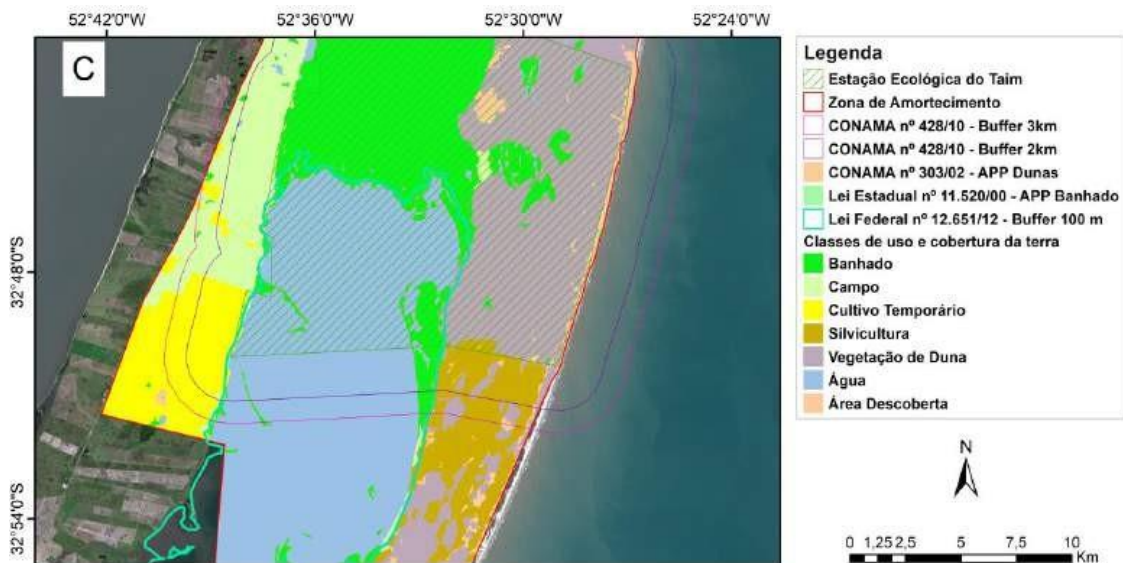 52°42'0"W 52°36'0"W 52°30'0"W 52°24'0"W
C
32°48'0"S
32°54'0"S
Legenda
Estação Ecológica do Taim
Zona de Amortecimento
CONAMA nº 428/10 - Buffer 3km
CONAMA nº 428/10 - Buffer 2km
CONAMA nº 303/02 - APP Dunas
Lei Estadual nº 11.520/00 - APP Banhado
Lei Federal nº 12.651/12 - Buffer 100 m
Classes de uso e cobertura da terra
Banhado
Campo
Cultivo Temporário
Silvicultura
Vegetação de Duna
Água
Área Descoberta
N
0 1,25 2,5 5 7,5 10
Km